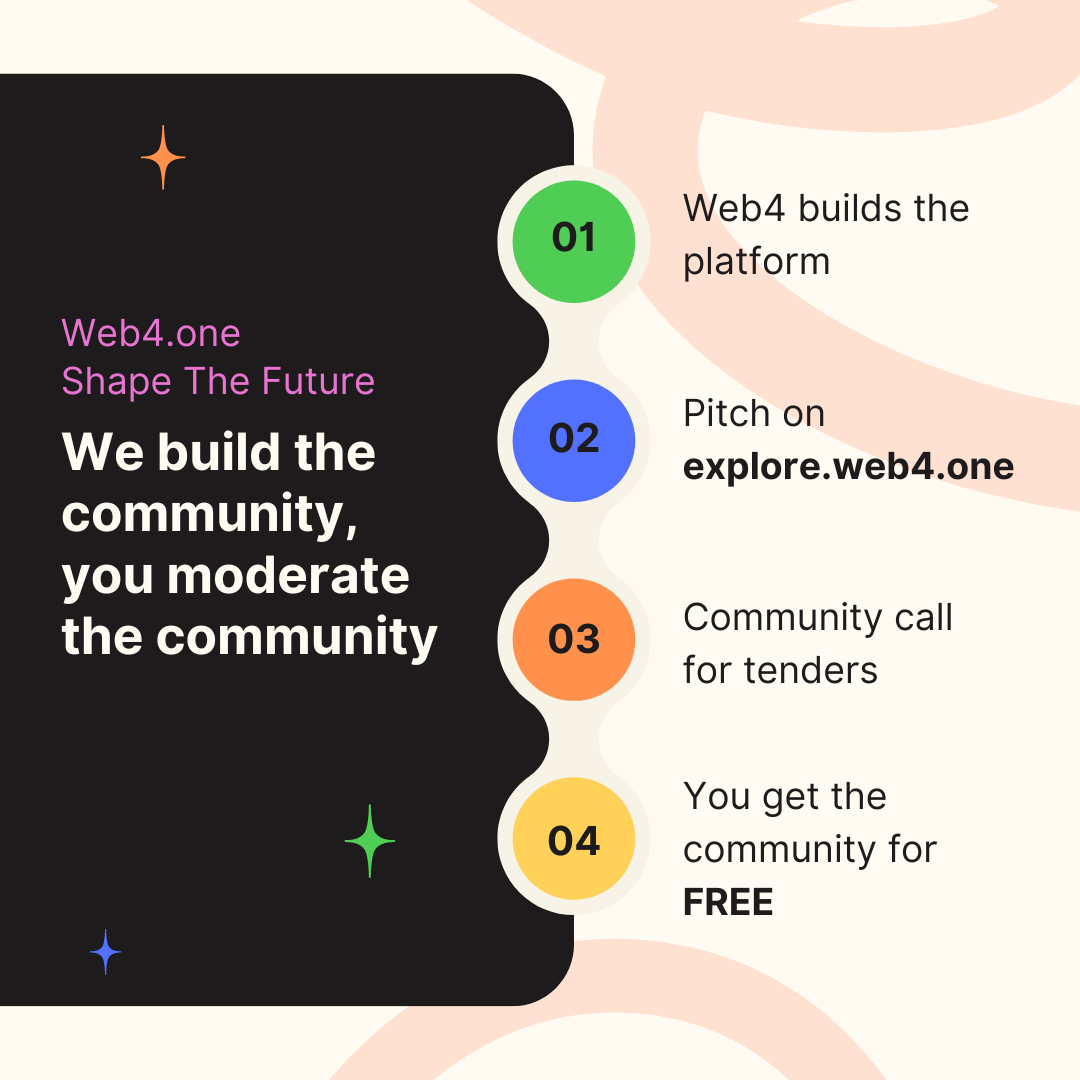 Web4.one
Shape The Future
We build the
community,
you moderate
the community
01
Web4 builds the
platform
02
Pitch on
explore.web4.one
03
Community call
for tenders
04
You get the
community for
FREE